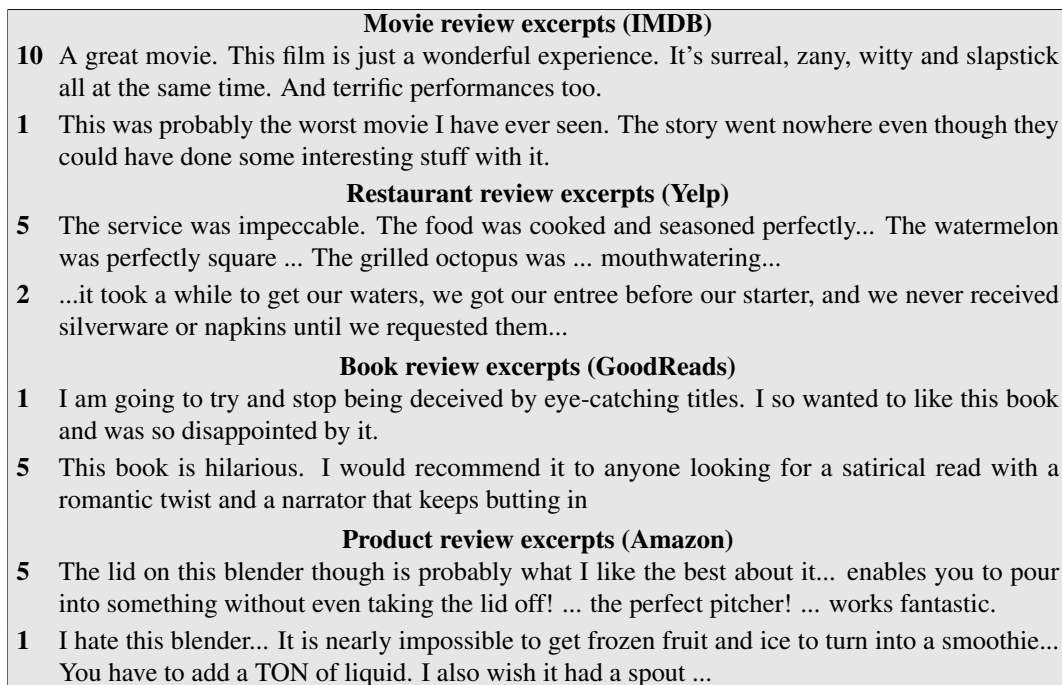 Movie review excerpts (IMDB)
10 A great movie. This film is just a wonderful experience. It's surreal, zany, witty and slapstick
all at the same time. And terrific performances too.
1 This was probably the worst movie I have ever seen. The story went nowhere even though they
could have done some interesting stuff with it.
Restaurant review excerpts (Yelp)
5 The service was impeccable. The food was cooked and seasoned perfectly... The watermelon
was perfectly square ... The grilled octopus was ... mouthwatering...
2 ...it took a while to get our waters, we got our entree before our starter, and we never received
silverware or napkins until we requested them...
Book review excerpts (GoodReads)
1 I am going to try and stop being deceived by eye-catching titles. I so wanted to like this book
and was so disappointed by it.
5 This book is hilarious. I would recommend it to anyone looking for a satirical read with a
romantic twist and a narrator that keeps butting in
Product review excerpts (Amazon)
5 The lid on this blender though is probably what I like the best about it... enables you to pour
into something without even taking the lid off! ... the perfect pitcher! ... works fantastic.
1 I hate this blender... It is nearly impossible to get frozen fruit and ice to turn into a smoothie...
You have to add a TON of liquid. I also wish it had a spout ...